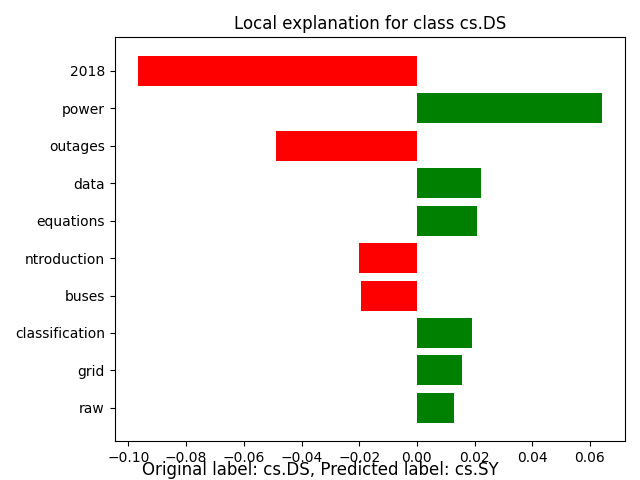 Local explanation for class cs.DS
2018
power
outages
data
equations
ntroduction
buses
classification
grid
raw
−0.10 −0.08 −0.06 −0.04 −0.02 0.00 0.02 0.04 0.06
Original label: cs.DS, Predicted label: cs.SY